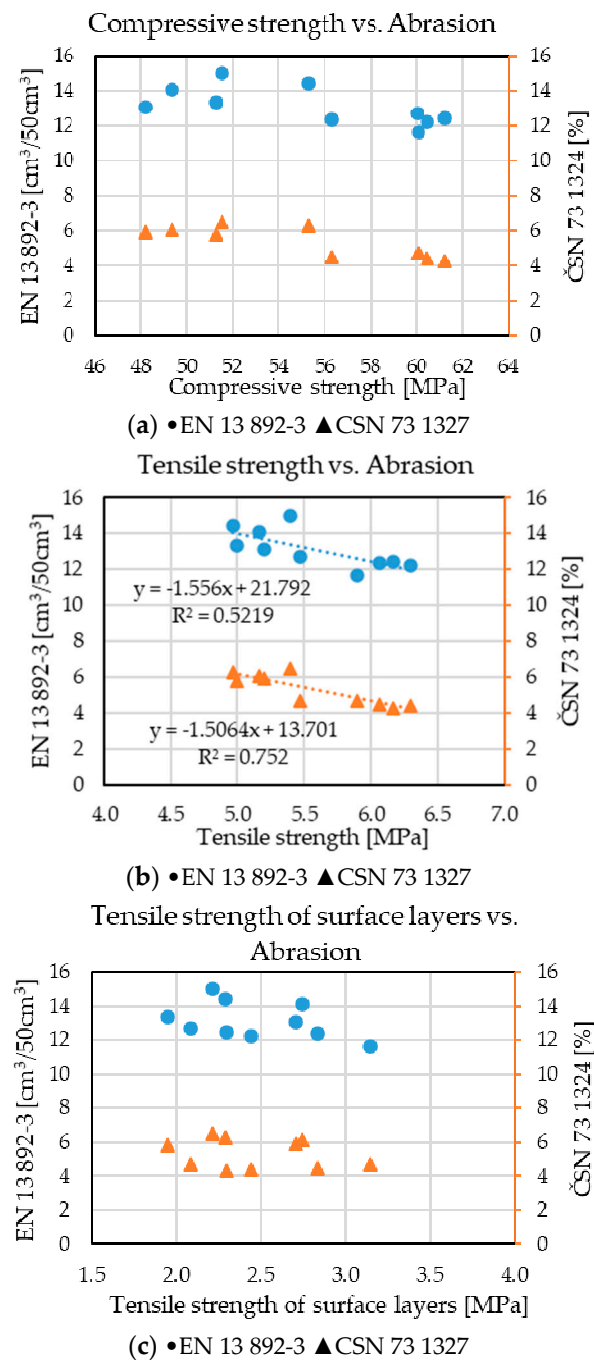 Compressive strength vs. Abrasion
16
14
12
10
8
6
4
2
0
EN 13 892-3 [cm³/50cm³]
16
14
12
10
8
6
4
2
0
ČSN 73 1324 [%]
46 48 50 52 54 56 58 60 62 64
Compressive strength [MPa]
(a) •EN 13 892-3 ▲CSN 73 1327
Tensile strength vs. Abrasion
16
14
12
10
8
6
4
2
0
EN 13 892-3 [cm³/50cm³]
y = -1.556x + 21.792
R² = 0.5219
y = -1.5064x + 13.701
R² = 0.752
16
14
12
10
8
6
4
2
0
ČSN 73 1324 [%]
4.0 4.5 5.0 5.5 6.0 6.5 7.0
Tensile strength [MPa]
(b) •EN 13 892-3 ▲CSN 73 1327
Tensile strength of surface layers vs.
Abrasion
16
14
12
10
8
6
4
2
0
EN 13 892-3 [cm³/50cm³]
16
14
12
10
8
6
4
2
0
ČSN 73 1324 [%]
1.5 2.0 2.5 3.0 3.5 4.0
Tensile strength of surface layers [MPa]
(c) •EN 13 892-3 ▲CSN 73 1327